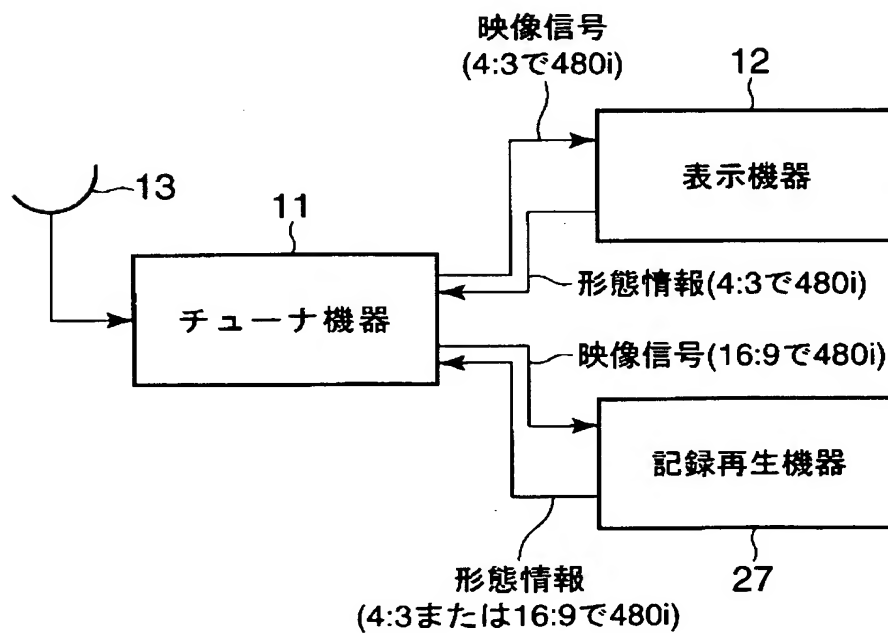 映像信号
(4:3で480i)
12
表示機器
13
11
チューナ機器
形態情報(4:3で480i)
映像信号(16:9で480i)
記録再生機器
形態情報
(4:3または16:9で480i)
27